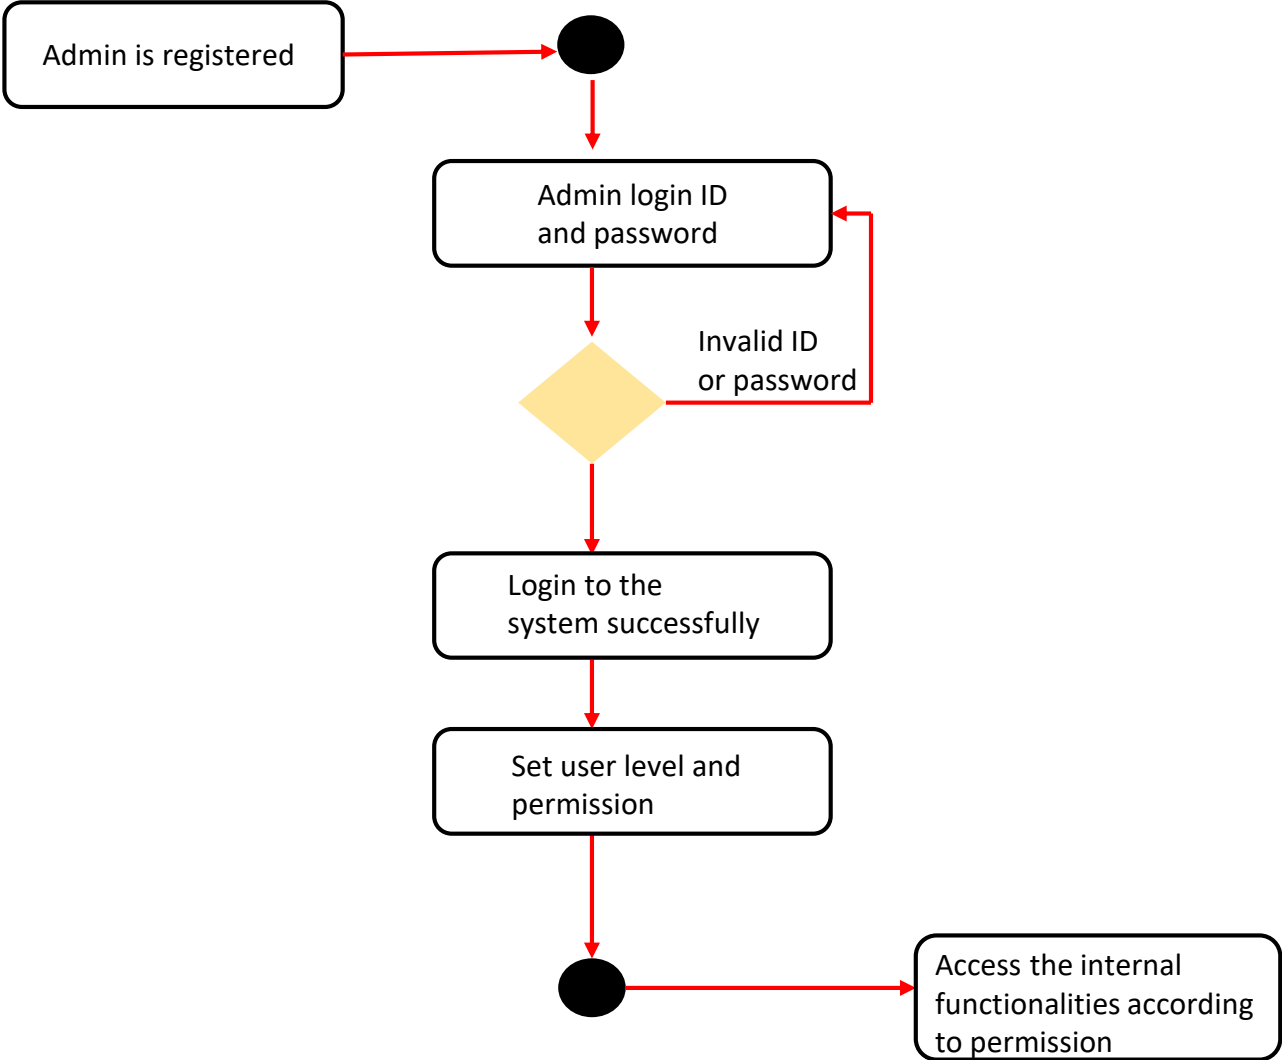 Admin is registered
Admin login ID
and password
Invalid ID
or password
Login to the
system successfully
Set user level and
permission
Access the internal
functionalities according
to permission